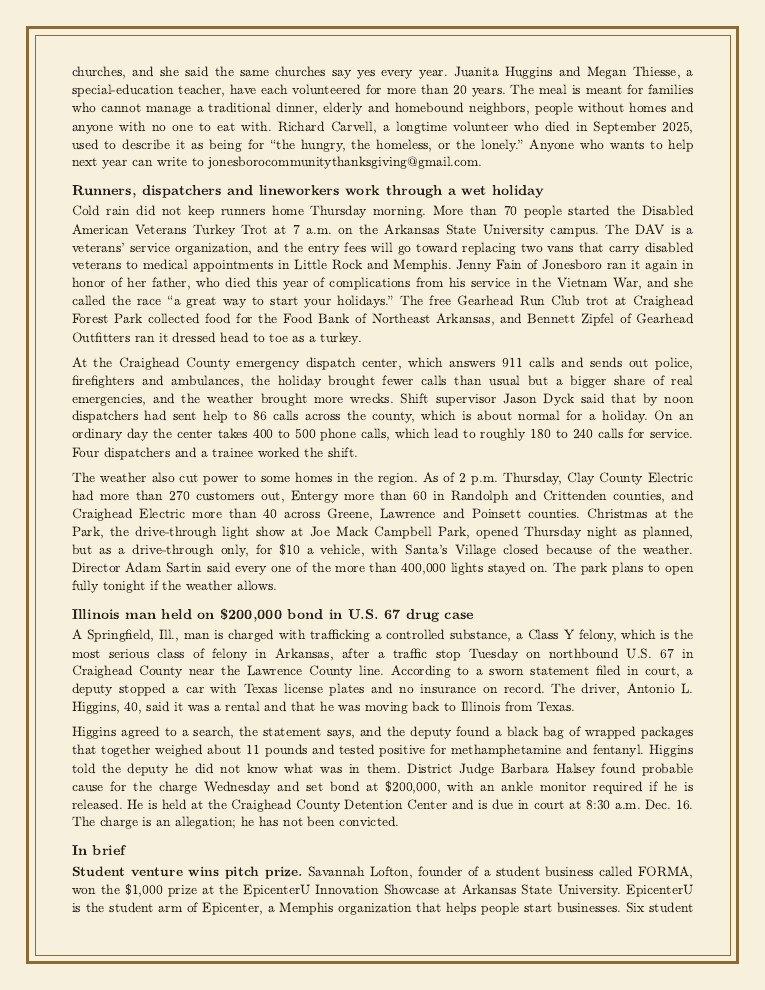 churches, and she said the same churches say yes every year. Juanita Huggins and Megan Thiesse, a
special-education teacher, have each volunteered for more than 20 years. The meal is meant for families
who cannot manage a traditional dinner, elderly and homebound neighbors, people without homes and
anyone with no one to eat with. Richard Carvell, a longtime volunteer who died in September 2025,
used to describe it as being for “the hungry, the homeless, or the lonely.” Anyone who wants to help
next year can write to jonesborocommunitythanksgiving@gmail.com.
Runners, dispatchers and lineworkers work through a wet holiday
Cold rain did not keep runners home Thursday morning. More than 70 people started the Disabled
American Veterans Turkey Trot at 7 a.m. on the Arkansas State University campus. The DAV is a
veterans’ service organization, and the entry fees will go toward replacing two vans that carry disabled
veterans to medical appointments in Little Rock and Memphis. Jenny Fain of Jonesboro ran it again in
honor of her father, who died this year of complications from his service in the Vietnam War, and she
called the race “a great way to start your holidays.” The free Gearhead Run Club trot at Craighead
Forest Park collected food for the Food Bank of Northeast Arkansas, and Bennett Zipfel of Gearhead
Outfitters ran it dressed head to toe as a turkey.
At the Craighead County emergency dispatch center, which answers 911 calls and sends out police,
firefighters and ambulances, the holiday brought fewer calls than usual but a bigger share of real
emergencies, and the weather brought more wrecks. Shift supervisor Jason Dyck said that by noon
dispatchers had sent help to 86 calls across the county, which is about normal for a holiday. On an
ordinary day the center takes 400 to 500 phone calls, which lead to roughly 180 to 240 calls for service.
Four dispatchers and a trainee worked the shift.
The weather also cut power to some homes in the region. As of 2 p.m. Thursday, Clay County Electric
had more than 270 customers out, Entergy more than 60 in Randolph and Crittenden counties, and
Craighead Electric more than 40 across Greene, Lawrence and Poinsett counties. Christmas at the
Park, the drive-through light show at Joe Mack Campbell Park, opened Thursday night as planned,
but as a drive-through only, for $10 a vehicle, with Santa’s Village closed because of the weather.
Director Adam Sartin said every one of the more than 400,000 lights stayed on. The park plans to open
fully tonight if the weather allows.
Illinois man held on $200,000 bond in U.S. 67 drug case
A Springfield, Ill., man is charged with trafficking a controlled substance, a Class Y felony, which is the
most serious class of felony in Arkansas, after a traffic stop Tuesday on northbound U.S. 67 in
Craighead County near the Lawrence County line. According to a sworn statement filed in court, a
deputy stopped a car with Texas license plates and no insurance on record. The driver, Antonio L.
Higgins, 40, said it was a rental and that he was moving back to Illinois from Texas.
Higgins agreed to a search, the statement says, and the deputy found a black bag of wrapped packages
that together weighed about 11 pounds and tested positive for methamphetamine and fentanyl. Higgins
told the deputy he did not know what was in them. District Judge Barbara Halsey found probable
cause for the charge Wednesday and set bond at $200,000, with an ankle monitor required if he is
released. He is held at the Craighead County Detention Center and is due in court at 8:30 a.m. Dec. 16.
The charge is an allegation; he has not been convicted.
In brief
Student venture wins pitch prize. Savannah Lofton, founder of a student business called FORMA,
won the $1,000 prize at the EpicenterU Innovation Showcase at Arkansas State University. EpicenterU
is the student arm of Epicenter, a Memphis organization that helps people start businesses. Six student